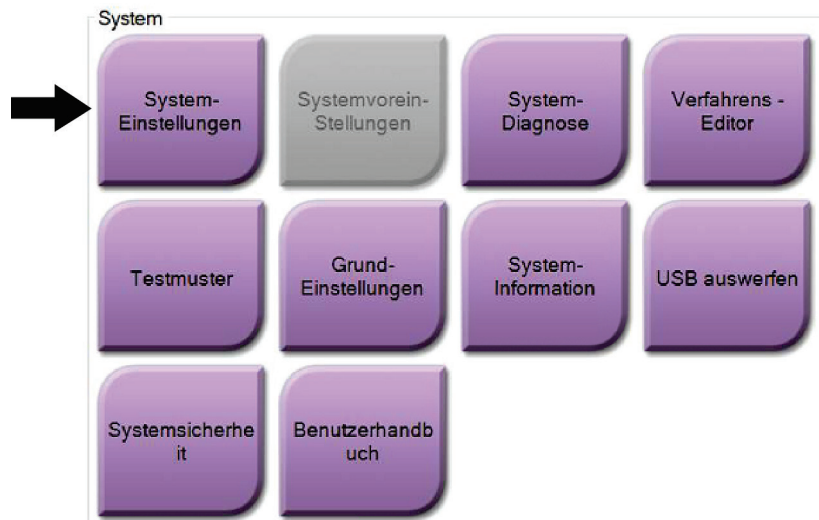 System
System-
Einstellungen
Systemvorein-
Stellungen
System-
Diagnose
Verfahrens -
Editor
Testmuster
Grund-
Einstellungen
System-
Information
USB auswerfen
Systemsicherhe
it
Benutzerhandb
uch